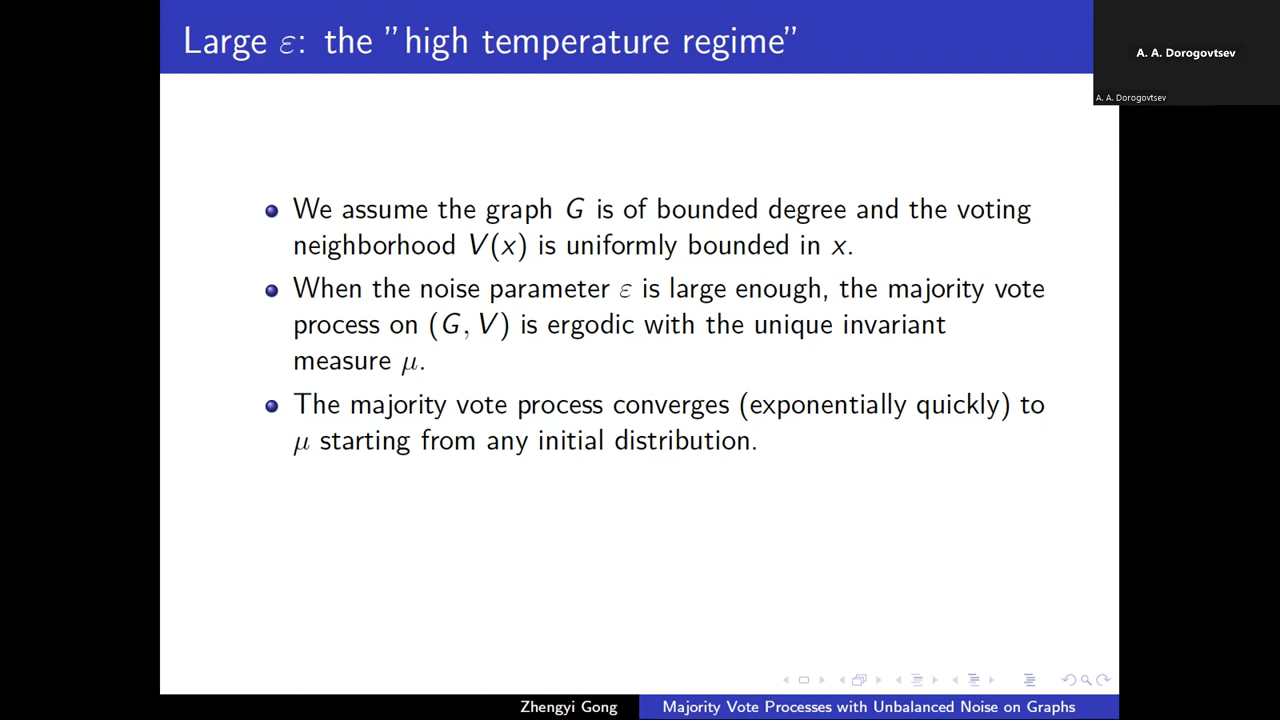 Large ε: the "high temperature regime"
A. A. Dorogovtsev
A. A. Dorogovtsev
We assume the graph G is of bounded degree and the voting
neighborhood V(x) is uniformly bounded in x.
When the noise parameter ε is large enough, the majority vote
process on (G, V) is ergodic with the unique invariant
measure μ.
The majority vote process converges (exponentially quickly) to
μ starting from any initial distribution.
Zhengyi Gong
Majority Vote Processes with Unbalanced Noise on Graphs